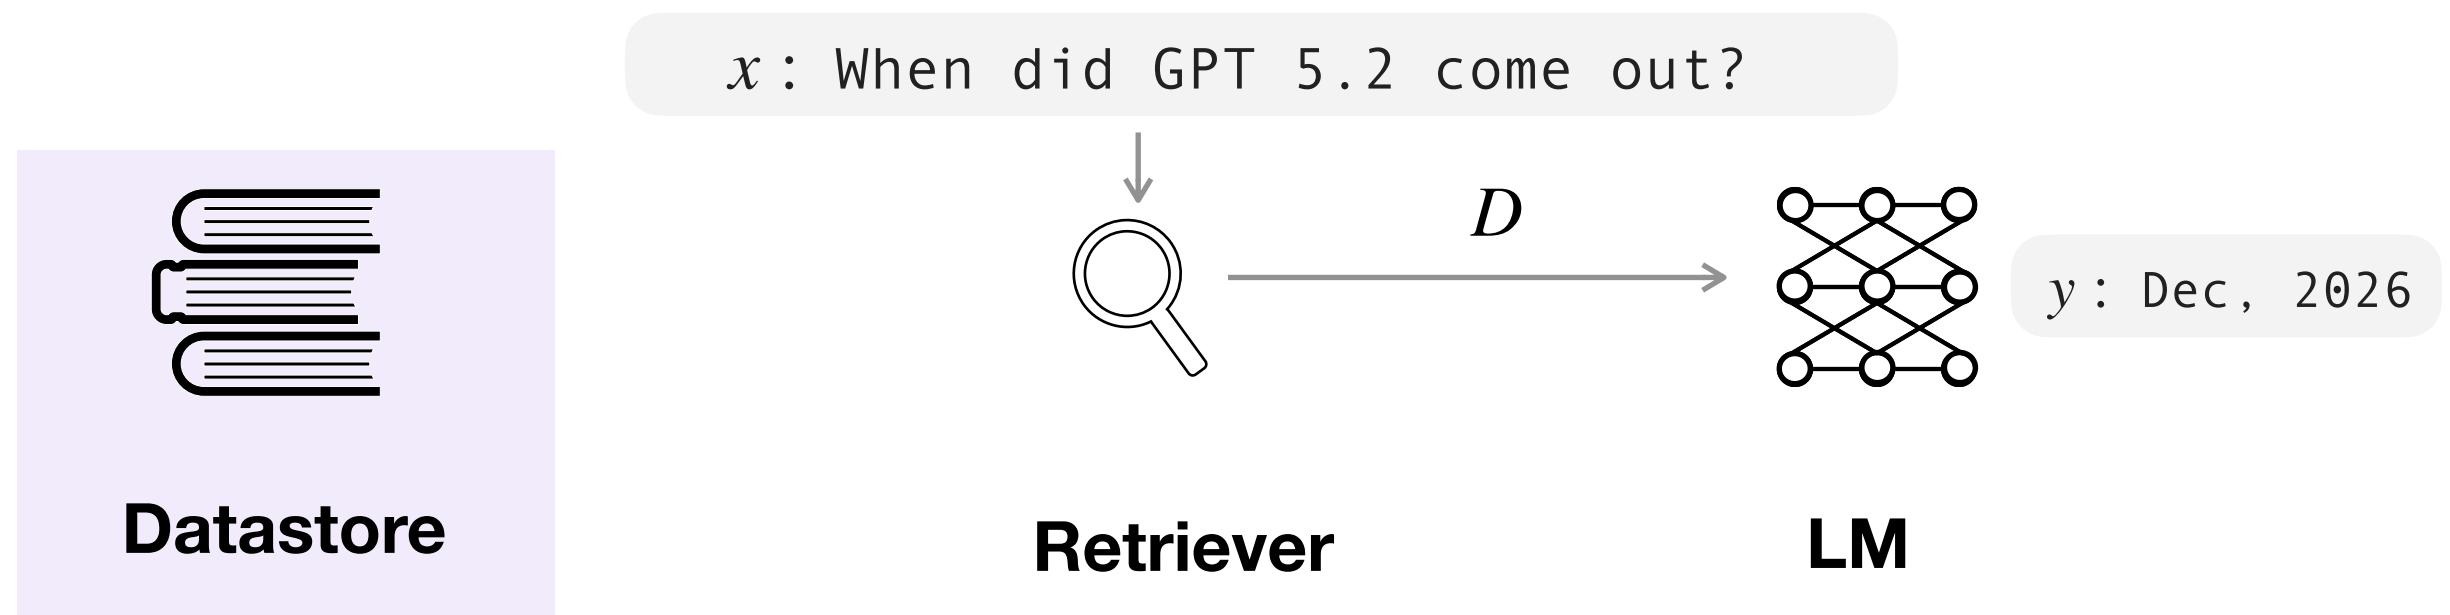 x: When did GPT 5.2 come out?
D
y: Dec, 2026
Datastore
Retriever
LM